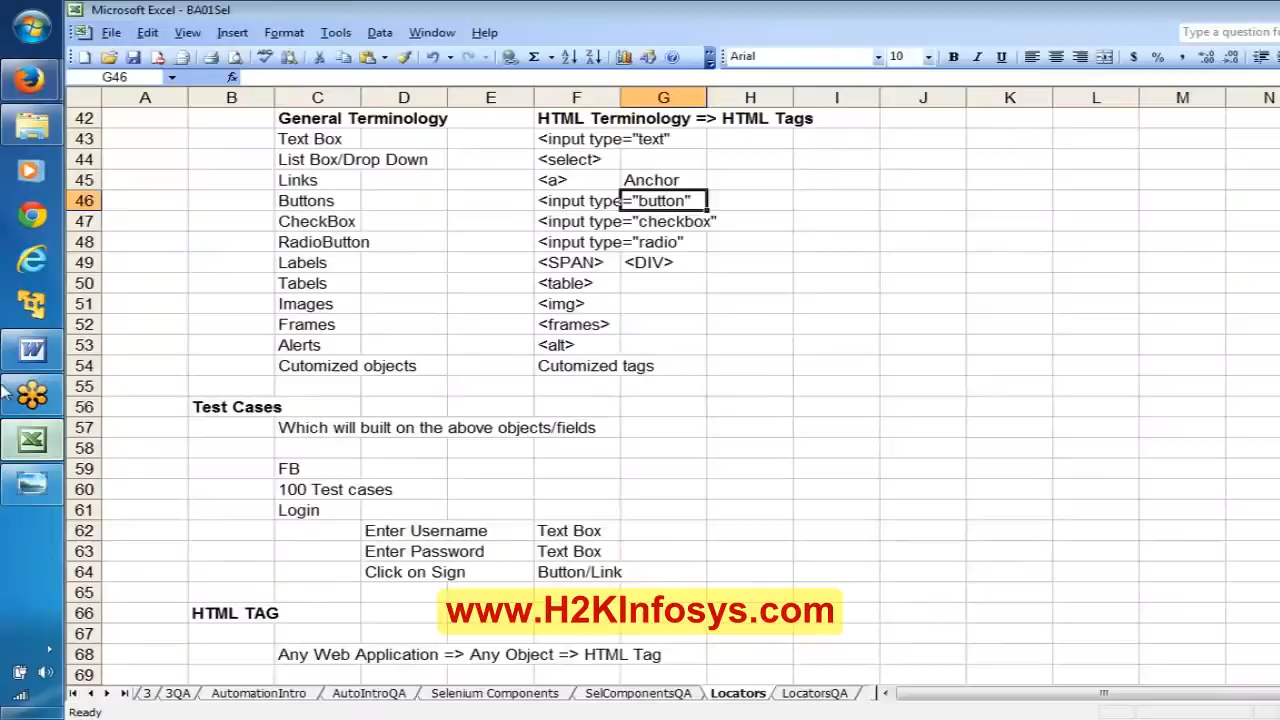 Microsoft Excel - BA01Sel
File Edit View Insert Format Tools Data Window Help
Type a question f
Arial 10 B I U $ % ,
G46 fx
A B C D E F G H I J K L M N
42 General Terminology HTML Terminology => HTML Tags
43 Text Box <input type="text"
44 List Box/Drop Down <select>
45 Links <a> Anchor
46 Buttons <input type="button"
47 CheckBox <input type="checkbox"
48 RadioButton <input type="radio"
49 Labels <SPAN> <DIV>
50 Tabels <table>
51 Images <img>
52 Frames <frames>
53 Alerts <alt>
54 Cutomized objects Cutomized tags
55
56 Test Cases
57 Which will built on the above objects/fields
58
59 FB
60 100 Test cases
61 Login
62 Enter Username Text Box
63 Enter Password Text Box
64 Click on Sign Button/Link
65
66 HTML TAG
www.H2KInfosys.com
67
68 Any Web Application => Any Object => HTML Tag
69
3 3QA AutomationIntro AutoIntroQA Selenium Components SelComponentsQA Locators LocatorsQA
Ready